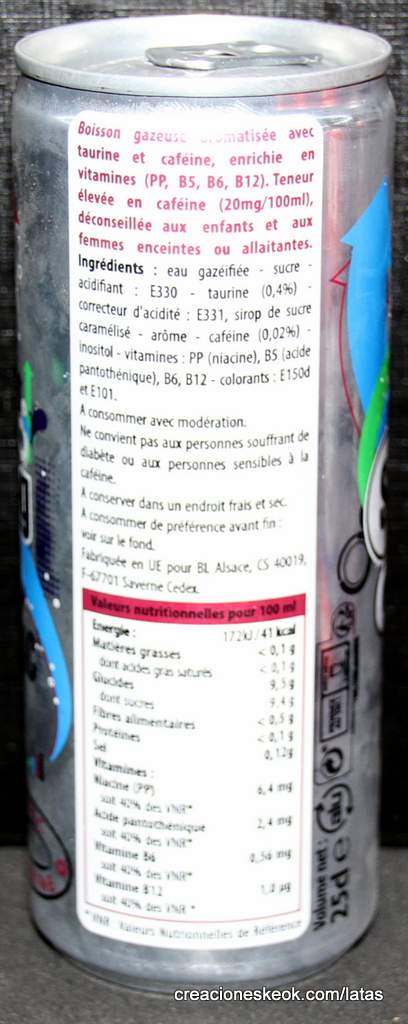 Boisson gazeuse aromatisée avec
taurine et caféine, enrichie en
vitamines (PP, B5, B6, B12). Teneur
élevée en caféine (20mg/100ml),
déconseillée aux enfants et aux
femmes enceintes ou allaitantes.
Ingrédients : eau gazéifiée - sucre -
acidifiant : E330 - taurine (0,4%) -
correcteur d'acidité : E331, sirop de sucre
caramélisé - arôme - caféine (0,02%) -
inositol - vitamines : PP (niacine), B5 (acide
pantothénique), B6, B12 - colorants : E150d
et E101.
A consommer avec modération.
Ne convient pas aux personnes souffrant de
diabète ou aux personnes sensibles à la
caféine.
A conserver dans un endroit frais et sec.
A consommer de préférence avant fin :
voir sur le fond.
Fabriquée en UE pour BL Alsace, CS 40019,
F-67701 Saverne Cedex.
Valeurs nutritionnelles pour 100 ml
Energie : 172kJ / 41 kcal
Matières grasses < 0,1 g
dont acides gras saturés < 0,1 g
Glucides 9,5 g
dont sucres 9,4 g
Fibres alimentaires < 0,5 g
Protéines < 0,1 g
Sel 0,12g
Vitamines :
Niacine (PP) 6,4 mg
soit 40% des VNR*
Acide pantothénique 2,4 mg
soit 40% des VNR*
Vitamine B6 0,56 mg
soit 40% des VNR*
Vitamine B12 1,0 µg
soit 40% des VNR *
*VNR : Valeurs Nutritionnelles de Référence
Volume net :
25cl e
alu
creacioneskeok.com/latas